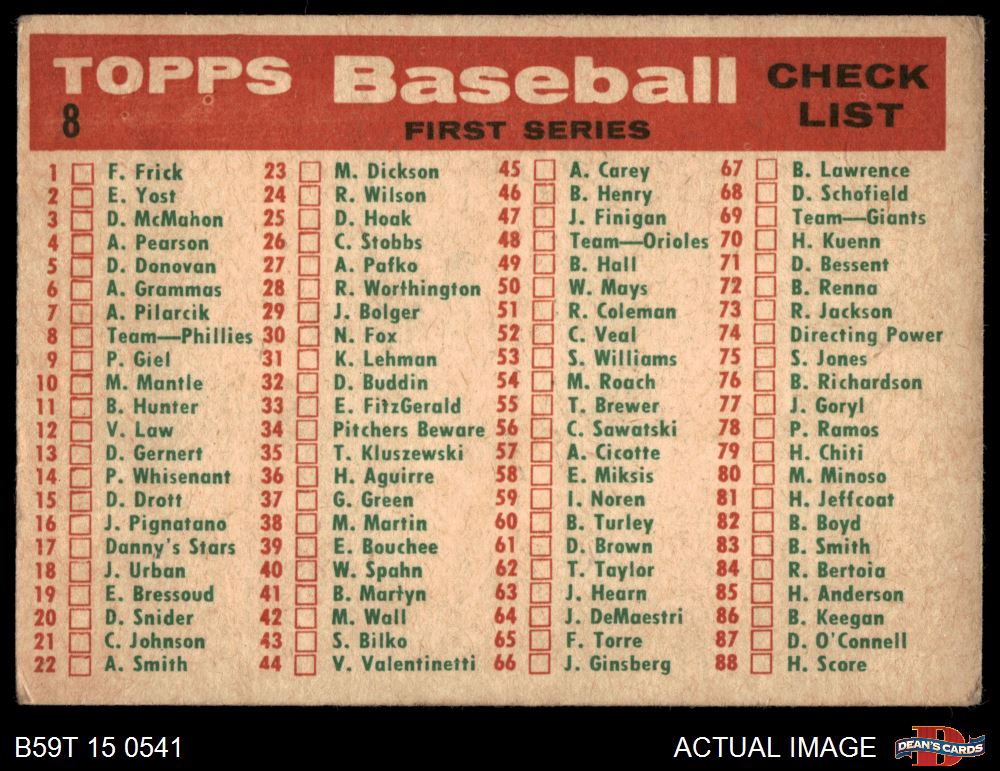 TOPPS Baseball CHECK LIST
8 FIRST SERIES
1 F. Frick
2 E. Yost
3 D. McMahon
4 A. Pearson
5 D. Donovan
6 A. Grammas
7 A. Pilarcik
8 Team—Phillies
9 P. Giel
10 M. Mantle
11 B. Hunter
12 V. Law
13 D. Gernert
14 P. Whisenant
15 D. Drott
16 J. Pignatano
17 Danny's Stars
18 J. Urban
19 E. Bressoud
20 D. Snider
21 C. Johnson
22 A. Smith
23 M. Dickson
24 R. Wilson
25 D. Hoak
26 C. Stobbs
27 A. Pafko
28 R. Worthington
29 J. Bolger
30 N. Fox
31 K. Lehman
32 D. Buddin
33 E. FitzGerald
34 Pitchers Beware
35 T. Kluszewski
36 H. Aguirre
37 G. Green
38 M. Martin
39 E. Bouchee
40 W. Spahn
41 B. Martyn
42 M. Wall
43 S. Bilko
44 V. Valentinetti
45 A. Carey
46 B. Henry
47 J. Finigan
48 Team—Orioles
49 B. Hall
50 W. Mays
51 R. Coleman
52 C. Veal
53 S. Williams
54 M. Roach
55 T. Brewer
56 C. Sawatski
57 A. Cicotte
58 E. Miksis
59 I. Noren
60 B. Turley
61 D. Brown
62 T. Taylor
63 J. Hearn
64 J. DeMaestri
65 F. Torre
66 J. Ginsberg
67 B. Lawrence
68 D. Schofield
69 Team—Giants
70 H. Kuenn
71 D. Bessent
72 B. Renna
73 R. Jackson
74 Directing Power
75 S. Jones
76 B. Richardson
77 J. Goryl
78 P. Ramos
79 H. Chiti
80 M. Minoso
81 H. Jeffcoat
82 B. Boyd
83 B. Smith
84 R. Bertoia
85 H. Anderson
86 B. Keegan
87 D. O'Connell
88 H. Score
B59T 15 0541
ACTUAL IMAGE
DEAN'S CARDS